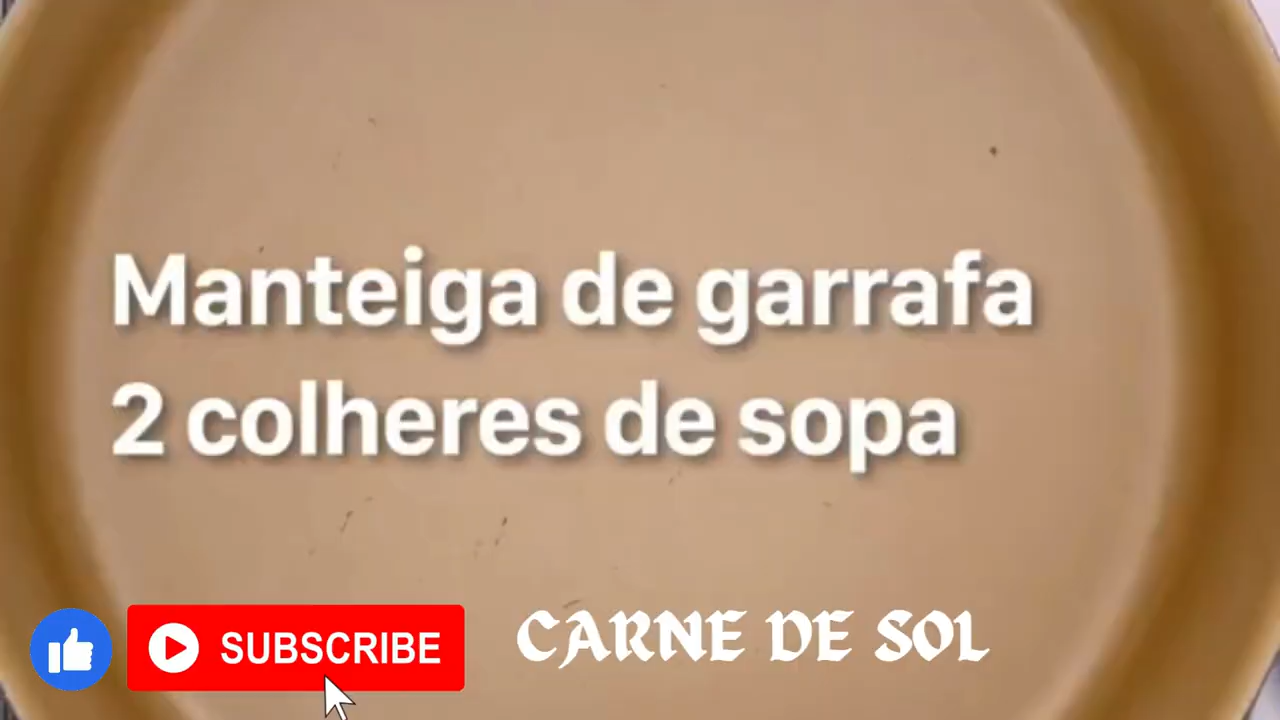 Manteiga de garrafa
2 colheres de sopa
SUBSCRIBE
CARNE DE SOL